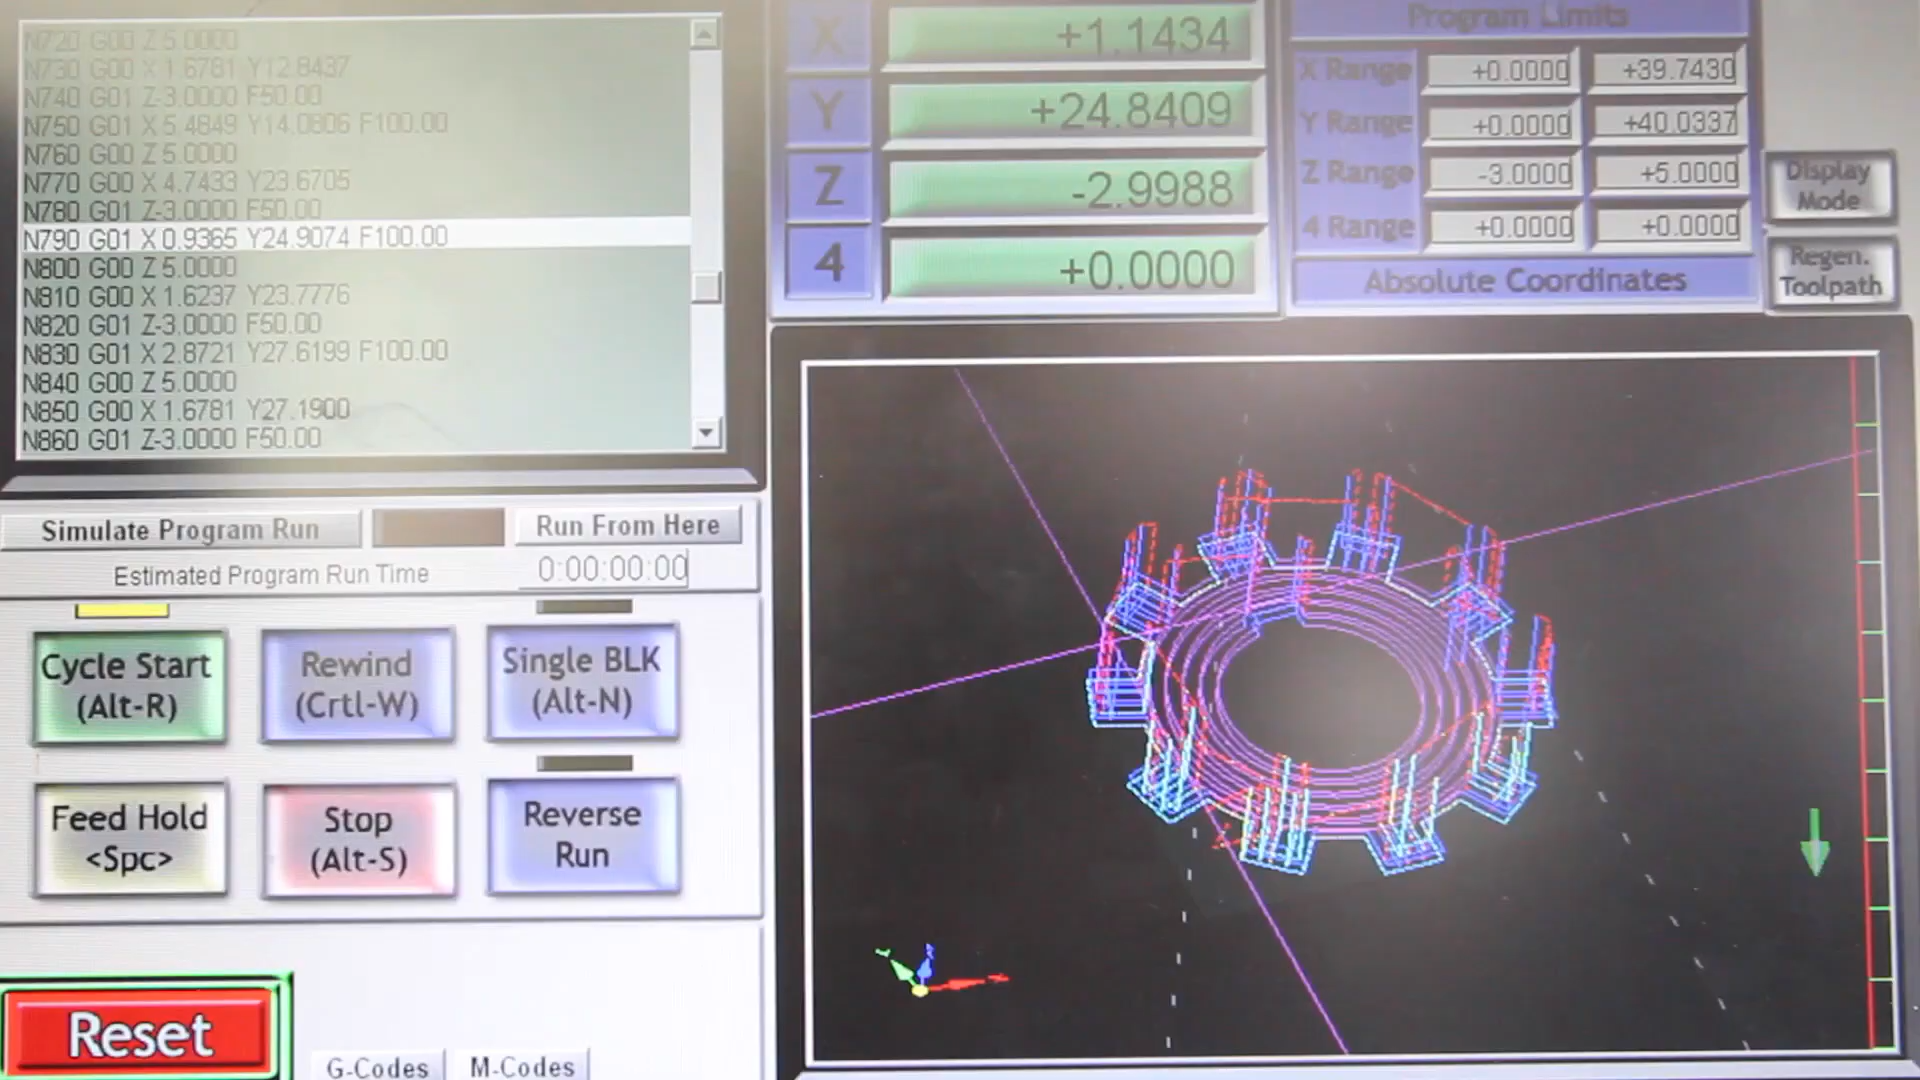 N720 G00 Z 5.0000
N730 G00 X 1.6781 Y12.8437
N740 G01 Z-3.0000 F50.00
N750 G01 X 5.4849 Y14.0806 F100.00
N760 G00 Z 5.0000
N770 G00 X 4.7433 Y23.6705
N780 G01 Z-3.0000 F50.00
N790 G01 X 0.9365 Y24.9074 F100.00
N800 G00 Z 5.0000
N810 G00 X 1.6237 Y23.7776
N820 G01 Z-3.0000 F50.00
N830 G01 X 2.8721 Y27.6199 F100.00
N840 G00 Z 5.0000
N850 G00 X 1.6781 Y27.1900
N860 G01 Z-3.0000 F50.00
X +1.1434
Y +24.8409
Z -2.9988
4 +0.0000
Program Limits
X Range +0.0000 +39.7430
Y Range +0.0000 +40.0337
Z Range -3.0000 +5.0000
4 Range +0.0000 +0.0000
Absolute Coordinates
Display
Mode
Regen.
Toolpath
Simulate Program Run
Run From Here
Estimated Program Run Time 0:00:00:00
Cycle Start
(Alt-R)
Rewind
(Crtl-W)
Single BLK
(Alt-N)
Feed Hold
<Spc>
Stop
(Alt-S)
Reverse
Run
Reset
G-Codes
M-Codes